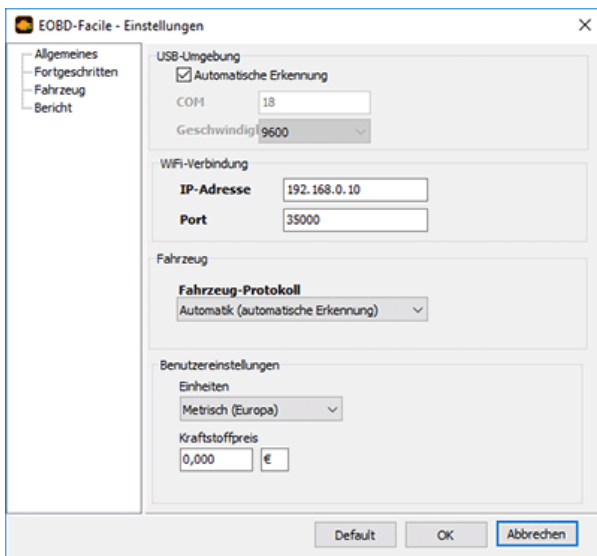 EOBD-Facile - Einstellungen
Allgemeines
Fortgeschritten
Fahrzeug
Bericht
USB-Umgebung
Automatische Erkennung
COM 18
Geschwindigl 9600
WiFi-Verbindung
IP-Adresse 192.168.0.10
Port 35000
Fahrzeug
Fahrzeug-Protokoll
Automatik (automatische Erkennung)
Benutzereinstellungen
Einheiten
Metrisch (Europa)
Kraftstoffpreis
0,000 €
Default OK Abbrechen